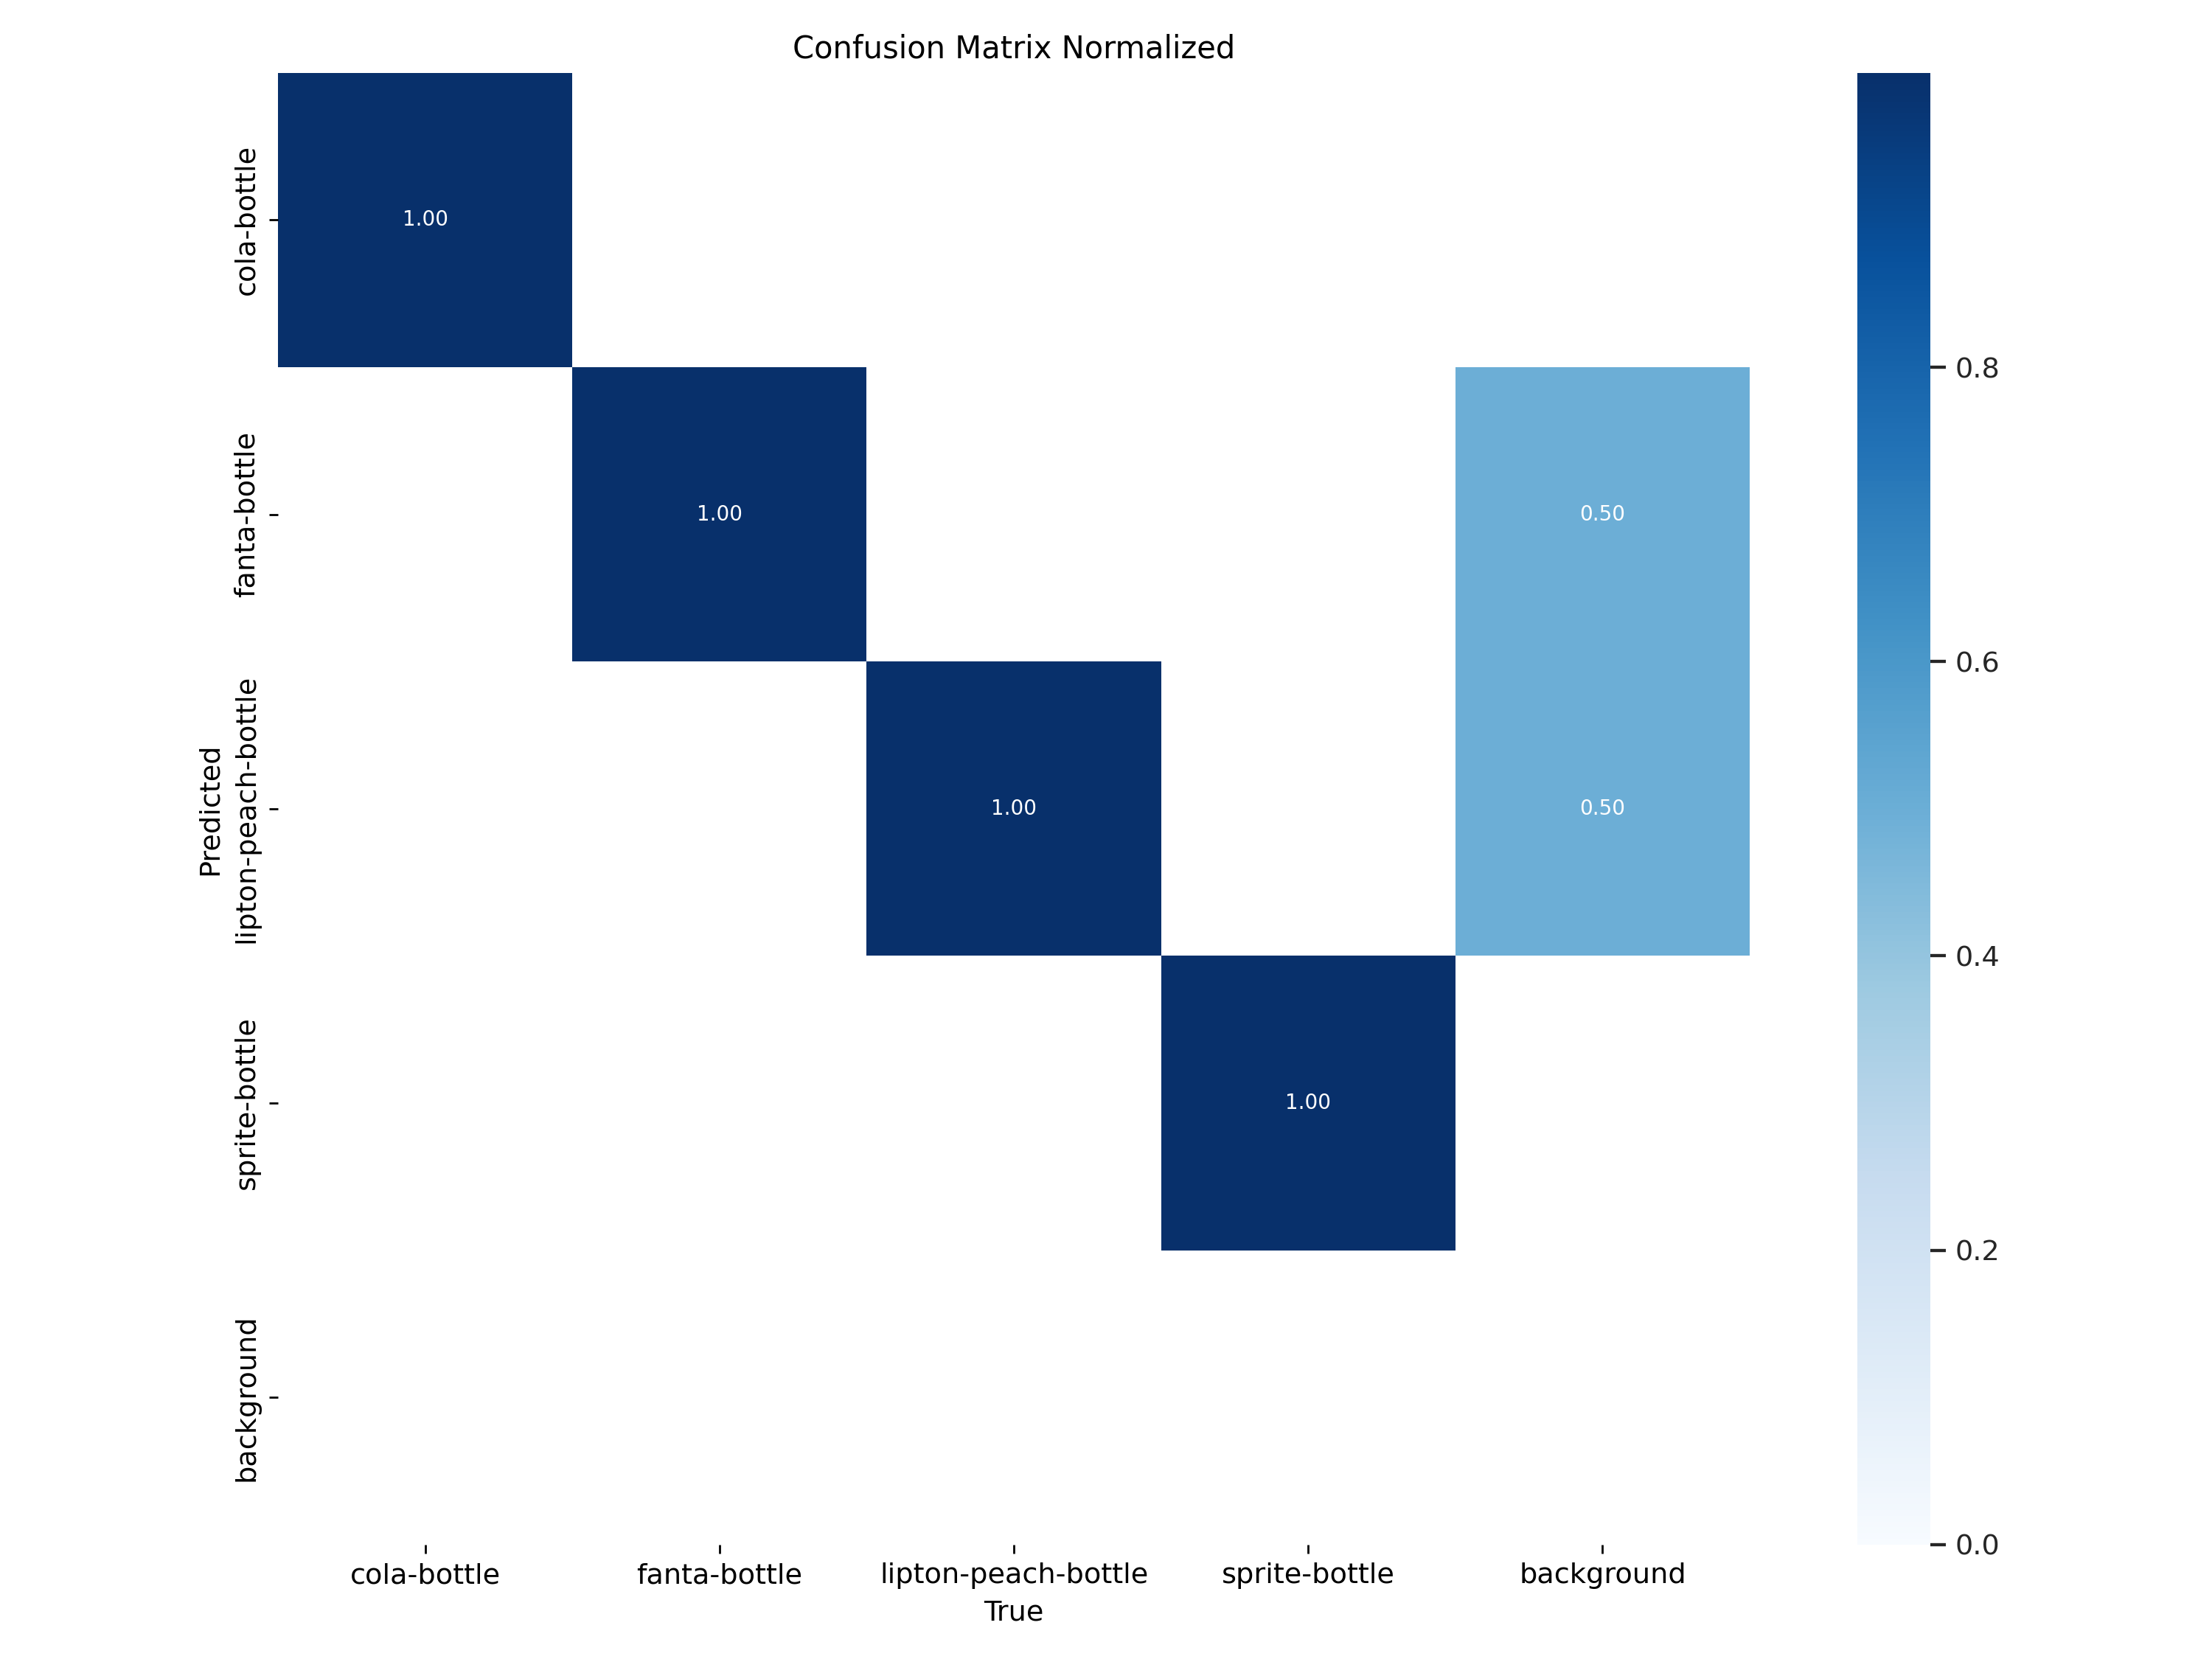 Confusion Matrix Normalized
cola-bottle
1.00
fanta-bottle
1.00
0.50
0.8
Predicted
lipton-peach-bottle
1.00
0.50
0.6
0.4
sprite-bottle
1.00
0.2
background
0.0
cola-bottle fanta-bottle lipton-peach-bottle sprite-bottle background
True